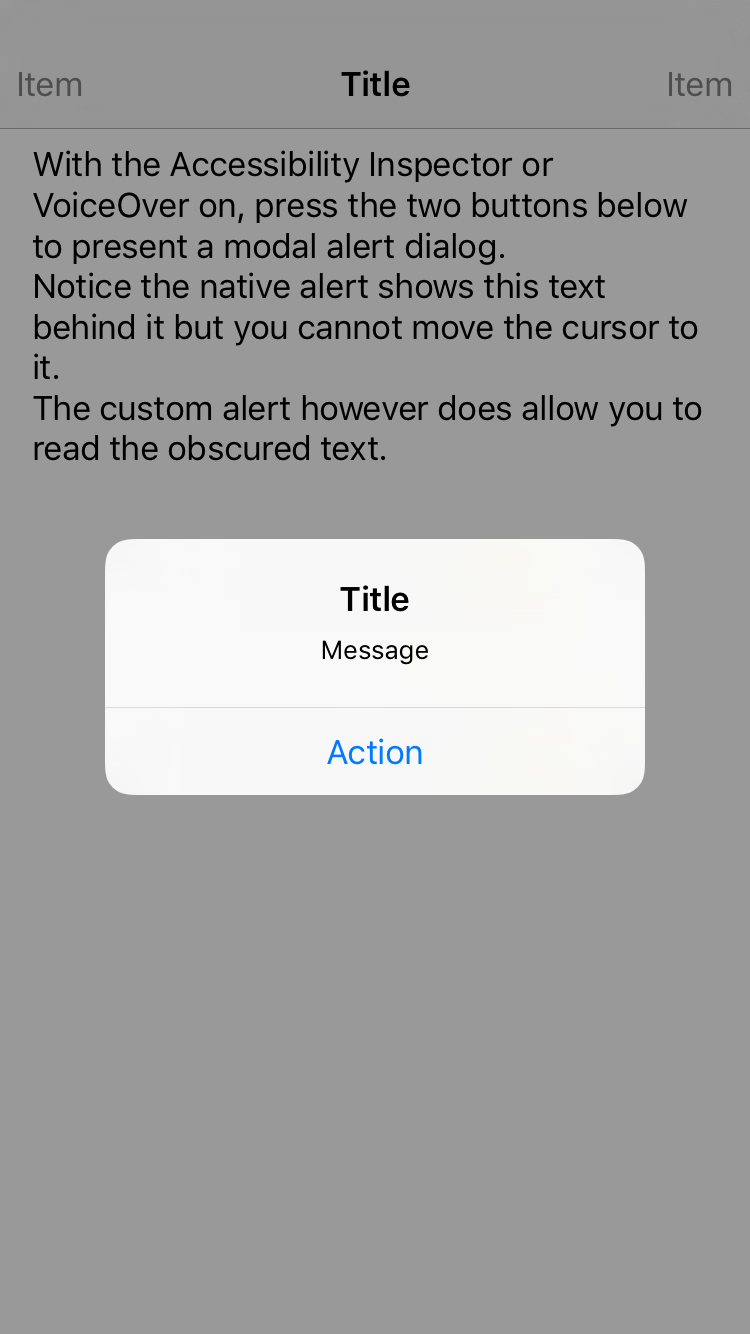 Item Title Item
With the Accessibility Inspector or
VoiceOver on, press the two buttons below
to present a modal alert dialog.
Notice the native alert shows this text
behind it but you cannot move the cursor to
it.
The custom alert however does allow you to
read the obscured text.
Title
Message
Action